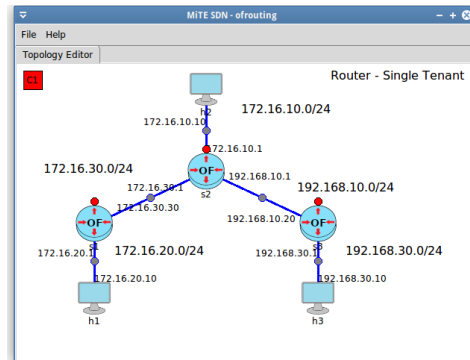 MiTE SDN - ofrouting
File Help
Topology Editor
C1
Router - Single Tenant
h2
172.16.10.0/24
172.16.10.10
172.16.10.1
172.16.30.0/24
OF
192.168.10.1
172.16.30.1
s2
192.168.10.0/24
172.16.30.30
192.168.10.20
OF
OF
s1
172.16.20.1
172.16.20.0/24
192.168.30.1
192.168.30.0/24
172.16.20.10
192.168.30.10
h1
h3